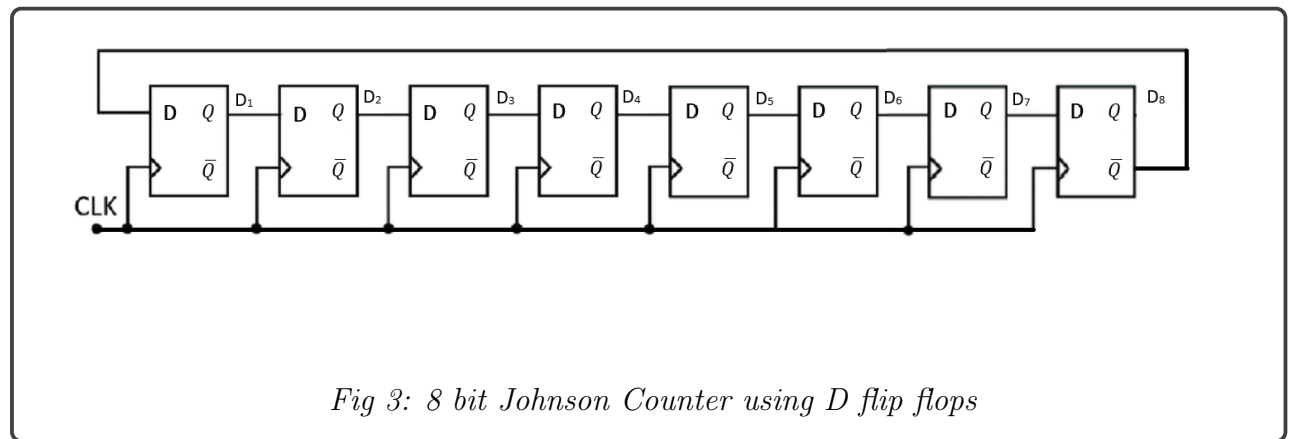 D Q D₁ D Q D₂ D Q D₃ D Q D₄ D Q D₅ D Q D₆ D Q D₇ D Q D₈
Q̅ Q̅ Q̅ Q̅ Q̅ Q̅ Q̅ Q̅
CLK
Fig 3: 8 bit Johnson Counter using D flip flops